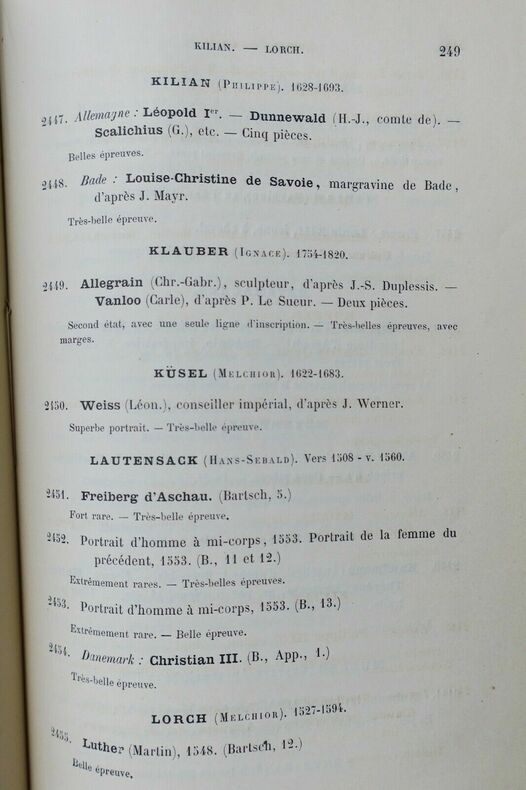 KILIAN. — LORCH. 249
KILIAN (Philippe). 1628-1693.
2447. Allemagne : Léopold Ier. — Dunnewald (H.-J., comte de). —
Scalichius (G.), etc. — Cinq pièces.
Belles épreuves.
2448. Bade : Louise-Christine de Savoie, margravine de Bade,
d'après J. Mayr.
Très-belle épreuve.
KLAUBER (Ignace). 1754-1820.
2449. Allegrain (Chr.-Gabr.), sculpteur, d'après J.-S. Duplessis. —
Vanloo (Carle), d'après P. Le Sueur. — Deux pièces.
Second état, avec une seule ligne d'inscription. — Très-belles épreuves, avec
marges.
KÜSEL (Melchior). 1622-1683.
2450. Weiss (Léon.), conseiller impérial, d'après J. Werner.
Superbe portrait. — Très-belle épreuve.
LAUTENSACK (Hans-Sebald). Vers 1508 - v. 1560.
2451. Freiberg d'Aschau. (Bartsch, 5.)
Fort rare. — Très-belle épreuve.
2452. Portrait d'homme à mi-corps, 1553. Portrait de la femme du
précédent, 1553. (B., 11 et 12.)
Extrêmement rares. — Très-belles épreuves.
2453. Portrait d'homme à mi-corps, 1553. (B., 13.)
Extrêmement rare. — Belle épreuve.
2454. Danemark : Christian III. (B., App., 1.)
Très-belle épreuve.
LORCH (Melchior). 1527-1594.
2455. Luther (Martin), 1548. (Bartsch, 12.)
Belle épreuve.